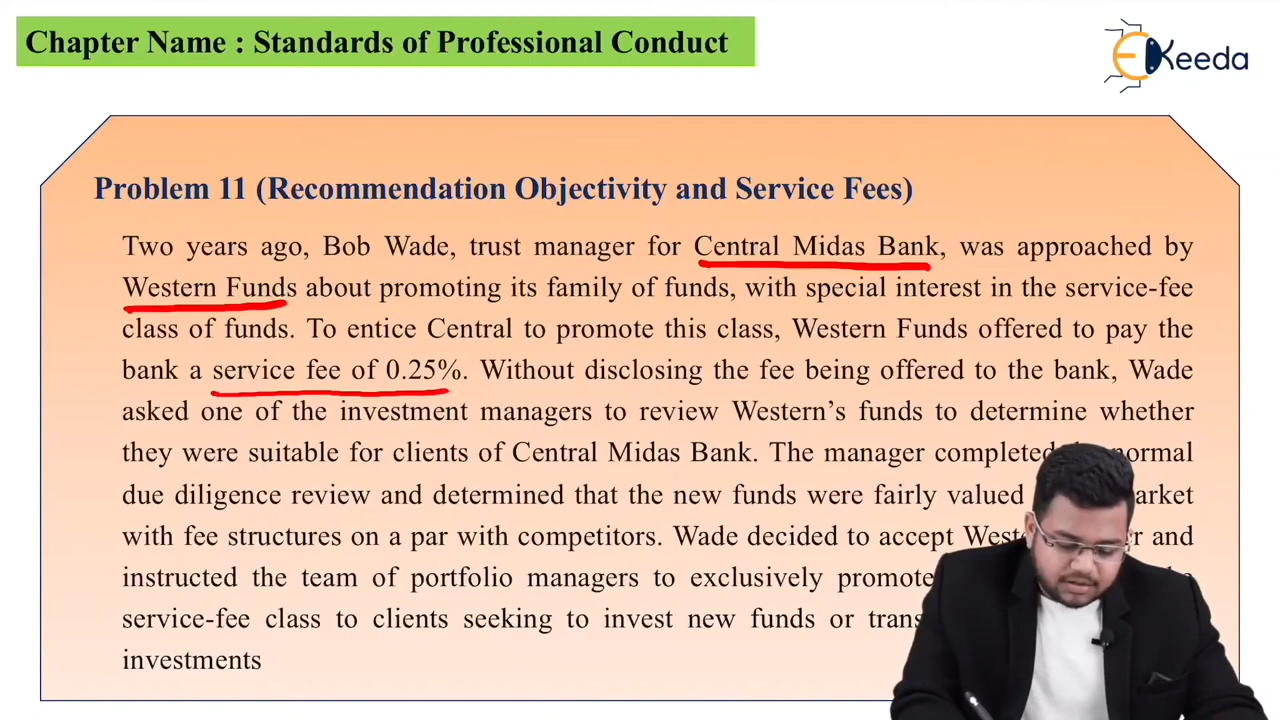 Chapter Name : Standards of Professional Conduct
Keeda
Problem 11 (Recommendation Objectivity and Service Fees)
Two years ago, Bob Wade, trust manager for Central Midas Bank, was approached by
Western Funds about promoting its family of funds, with special interest in the service-fee
class of funds. To entice Central to promote this class, Western Funds offered to pay the
bank a service fee of 0.25%. Without disclosing the fee being offered to the bank, Wade
asked one of the investment managers to review Western’s funds to determine whether
they were suitable for clients of Central Midas Bank. The manager completed normal
due diligence review and determined that the new funds were fairly valued
with fee structures on a par with competitors. Wade decided to accept and
instructed the team of portfolio managers to exclusively promote
service-fee class to clients seeking to invest new funds or
investments